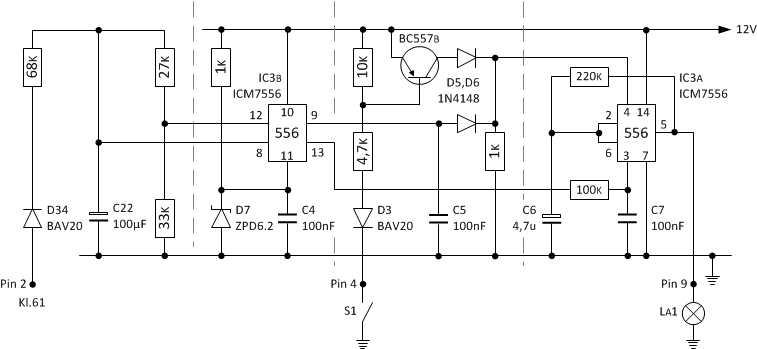 12V
BC557B
68K
27K
1K
IC3B
ICM7556
10K
D5,D6
1N4148
220K
IC3A
ICM7556
12
10
9
556
8
11
13
4,7K
1K
2
4
14
556
5
6
3
7
100K
D34
BAV20
C22
100µF
33K
D7
ZPD6.2
C4
100nF
D3
BAV20
C5
100nF
C6
4,7u
C7
100nF
Pin 2
Kl.61
Pin 4
S1
Pin 9
LA1